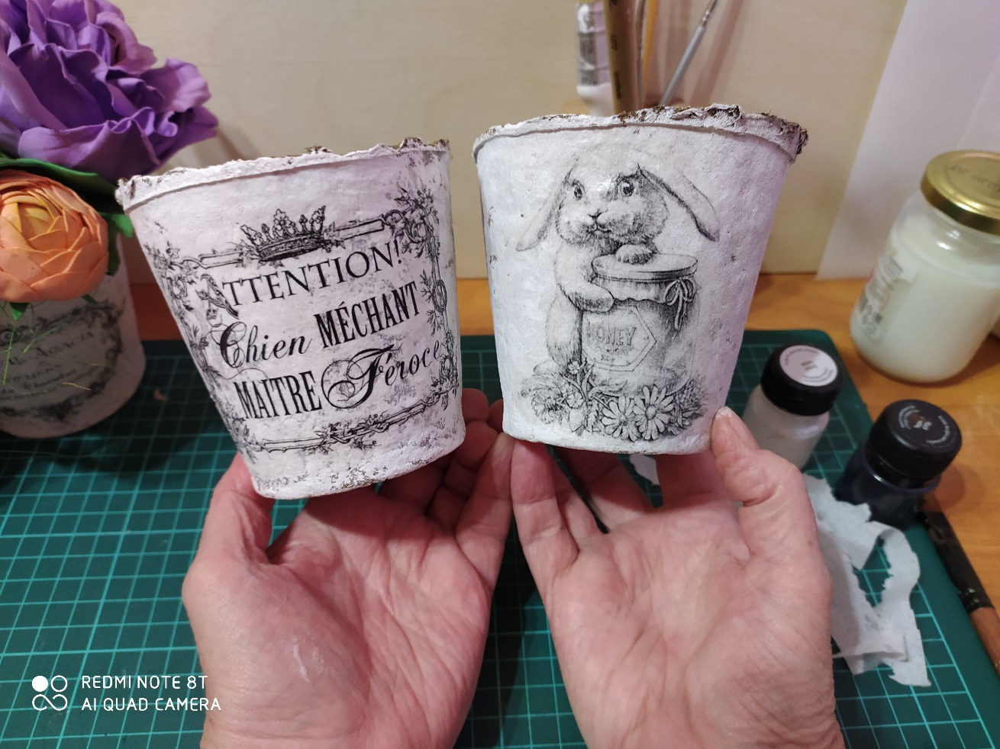 TTENTION!
Chien MÉCHANT
MAITRE Féroce
HONEY
REDMI NOTE 8T
AI QUAD CAMERA